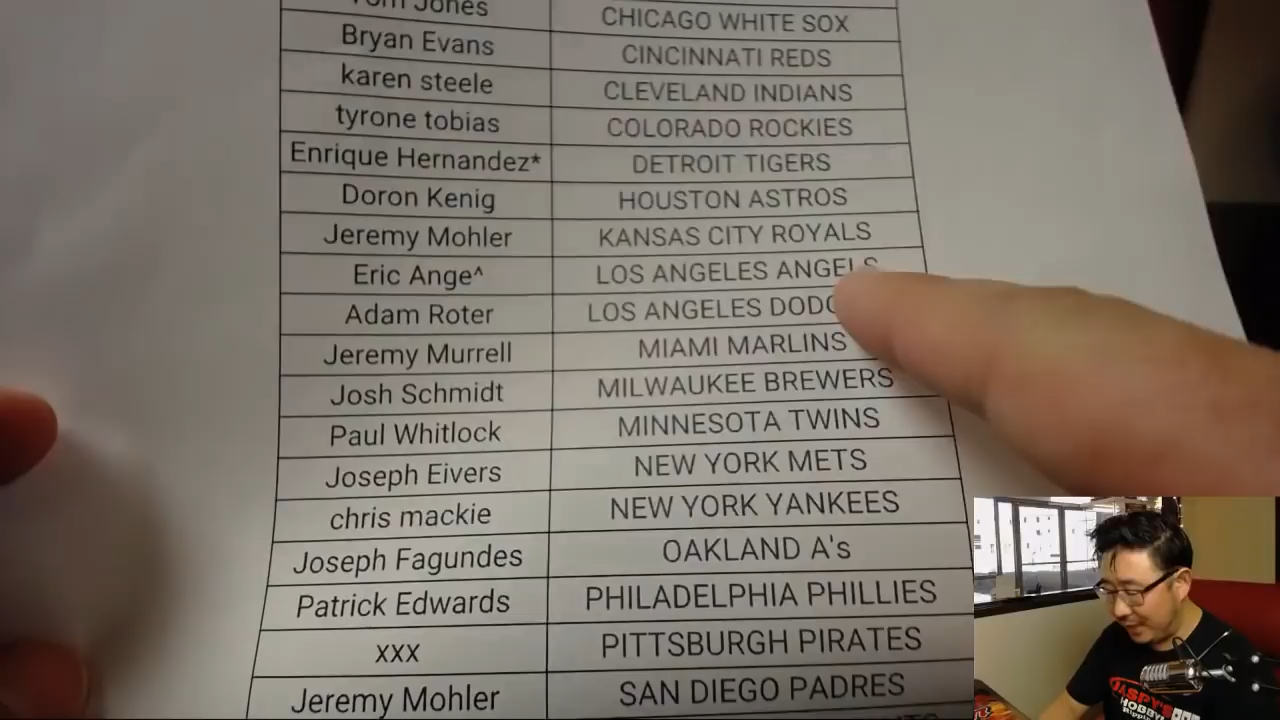 Tom Jones CHICAGO WHITE SOX
Bryan Evans CINCINNATI REDS
karen steele CLEVELAND INDIANS
tyrone tobias COLORADO ROCKIES
Enrique Hernandez* DETROIT TIGERS
Doron Kenig HOUSTON ASTROS
Jeremy Mohler KANSAS CITY ROYALS
Eric Ange^ LOS ANGELES ANGELS
Adam Roter LOS ANGELES
Jeremy Murrell MIAMI MARLINS
Josh Schmidt MILWAUKEE BREWERS
Paul Whitlock MINNESOTA TWINS
Joseph Eivers NEW YORK METS
chris mackie NEW YORK YANKEES
Joseph Fagundes OAKLAND A's
Patrick Edwards PHILADELPHIA PHILLIES
xxx PITTSBURGH PIRATES
Jeremy Mohler SAN DIEGO PADRES
JASPY'S
HOBBY